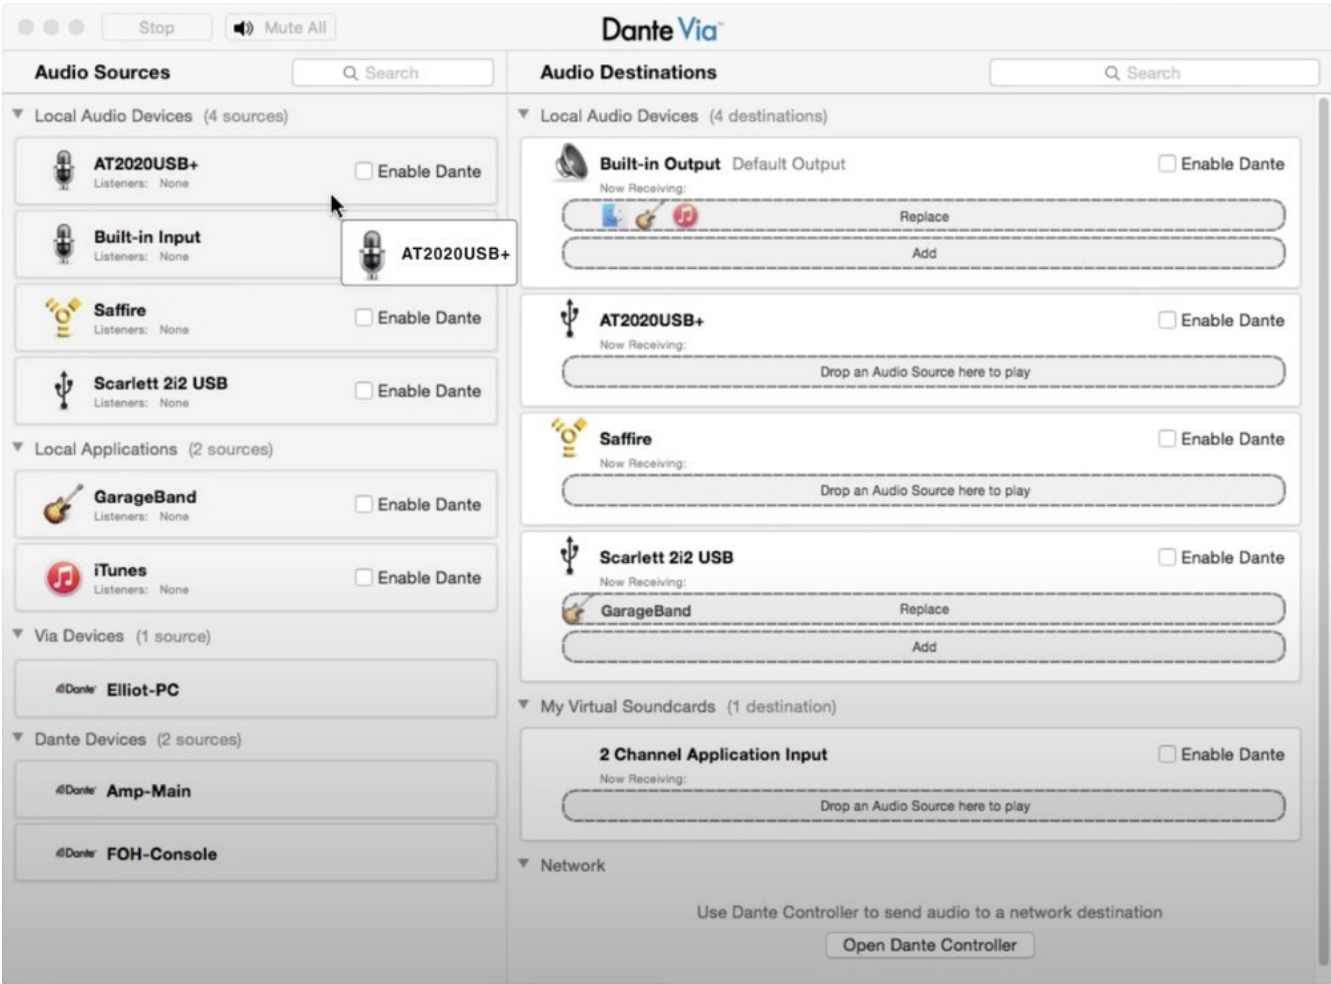 Stop
Mute All
Dante Via™
Audio Sources
Search
Local Audio Devices (4 sources)
AT2020USB+
Listeners: None
Enable Dante
Built-in Input
Listeners: None
AT2020USB+
Saffire
Listeners: None
Enable Dante
Scarlett 2i2 USB
Listeners: None
Enable Dante
Local Applications (2 sources)
GarageBand
Listeners: None
Enable Dante
iTunes
Listeners: None
Enable Dante
Via Devices (1 source)
Dante Elliot-PC
Dante Devices (2 sources)
Dante Amp-Main
Dante FOH-Console
Audio Destinations
Search
Local Audio Devices (4 destinations)
Built-in Output Default Output
Enable Dante
Now Receiving:
Replace
Add
AT2020USB+
Enable Dante
Now Receiving:
Drop an Audio Source here to play
Saffire
Enable Dante
Now Receiving:
Drop an Audio Source here to play
Scarlett 2i2 USB
Enable Dante
Now Receiving:
GarageBand
Replace
Add
My Virtual Soundcards (1 destination)
2 Channel Application Input
Enable Dante
Now Receiving:
Drop an Audio Source here to play
Network
Use Dante Controller to send audio to a network destination
Open Dante Controller